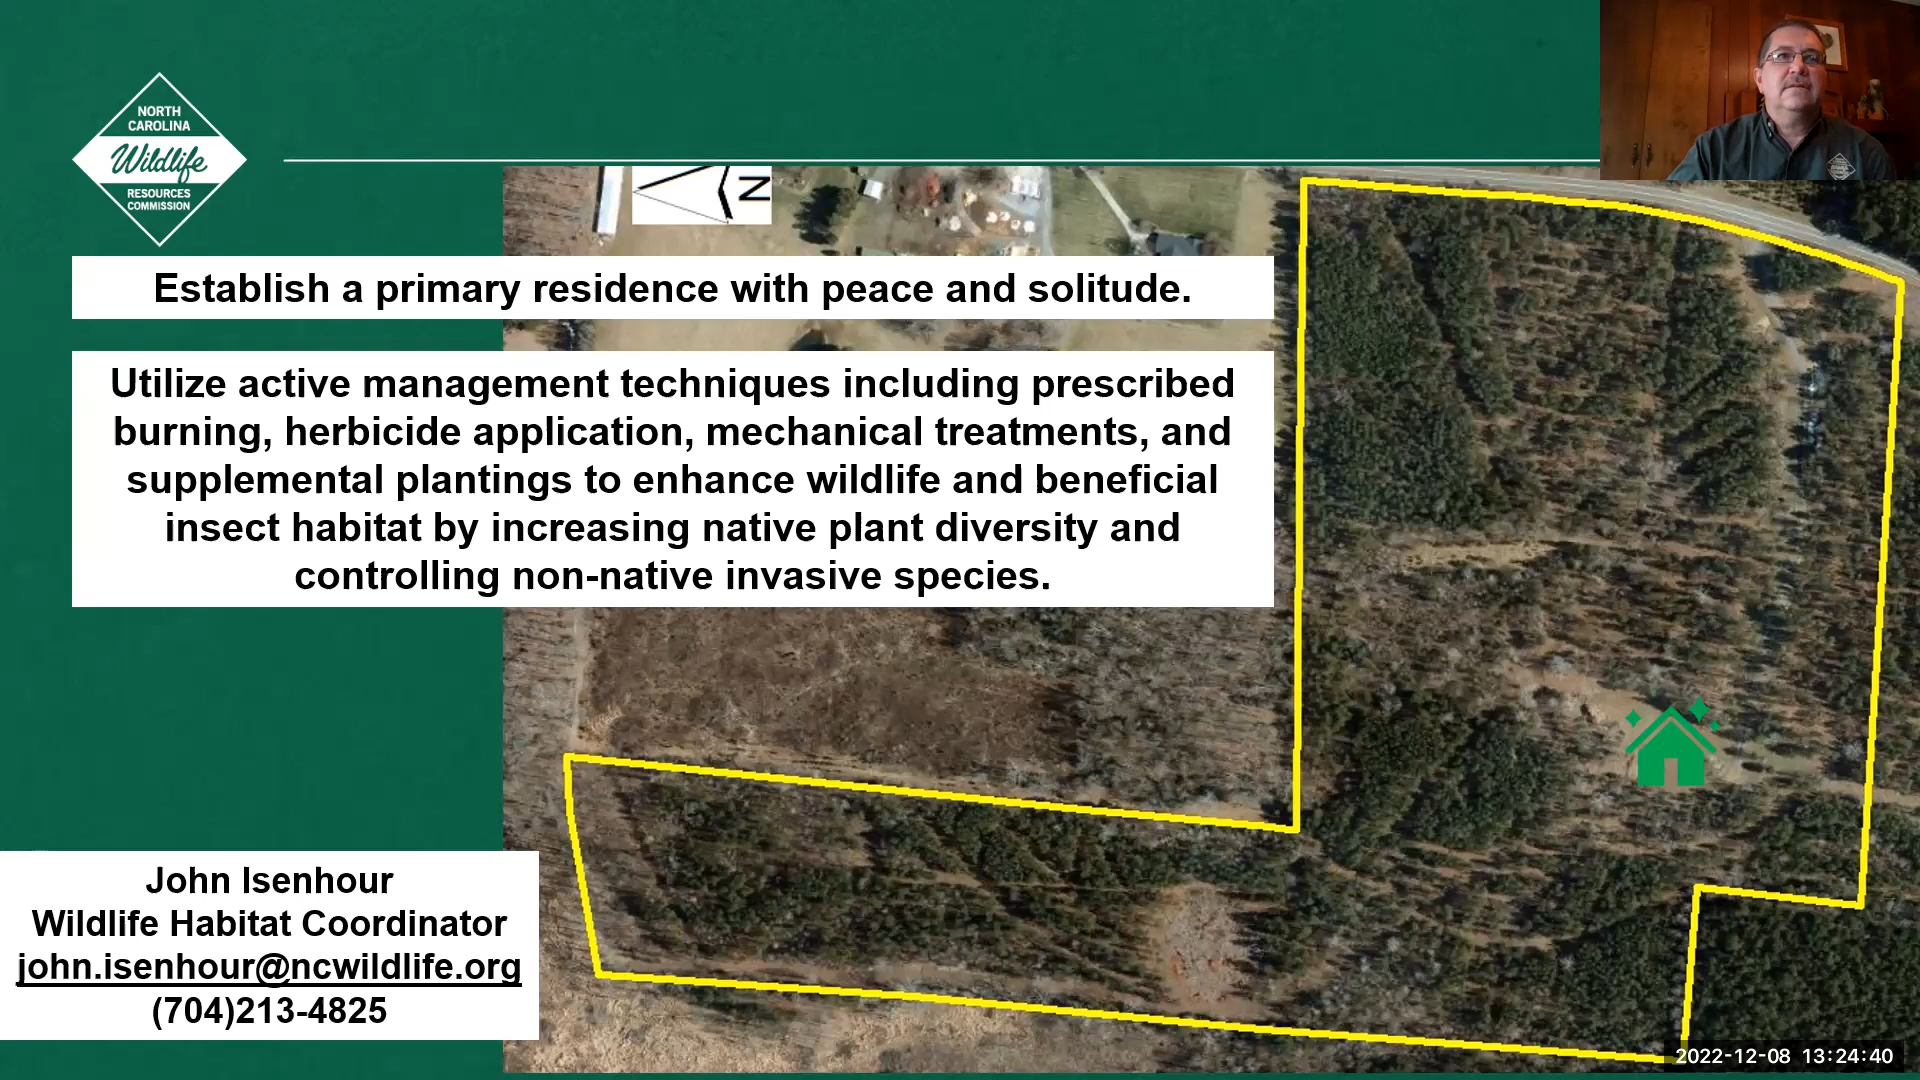 NORTH
CAROLINA
Wildlife
RESOURCES
COMMISSION
N
Establish a primary residence with peace and solitude.
Utilize active management techniques including prescribed
burning, herbicide application, mechanical treatments, and
supplemental plantings to enhance wildlife and beneficial
insect habitat by increasing native plant diversity and
controlling non-native invasive species.
John Isenhour
Wildlife Habitat Coordinator
john.isenhour@ncwildlife.org
(704)213-4825
2022-12-08 13:24:40